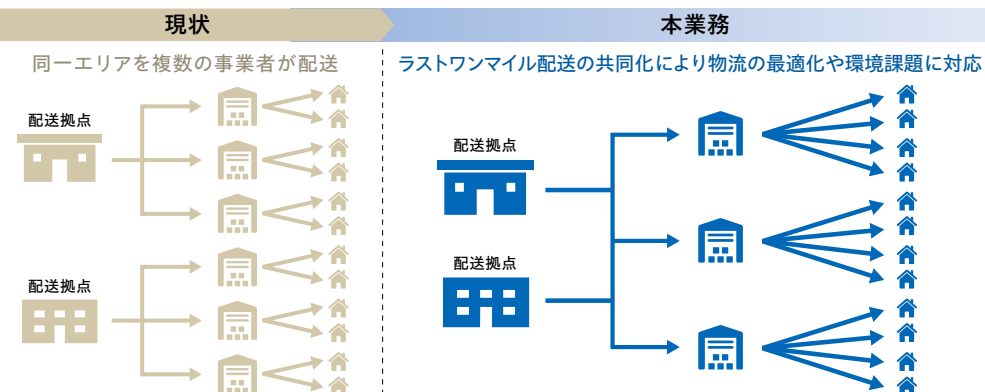 現状
本業務
同一エリアを複数の事業者が配送
ラストワンマイル配送の共同化により物流の最適化や環境課題に対応
配送拠点
配送拠点
配送拠点
配送拠点